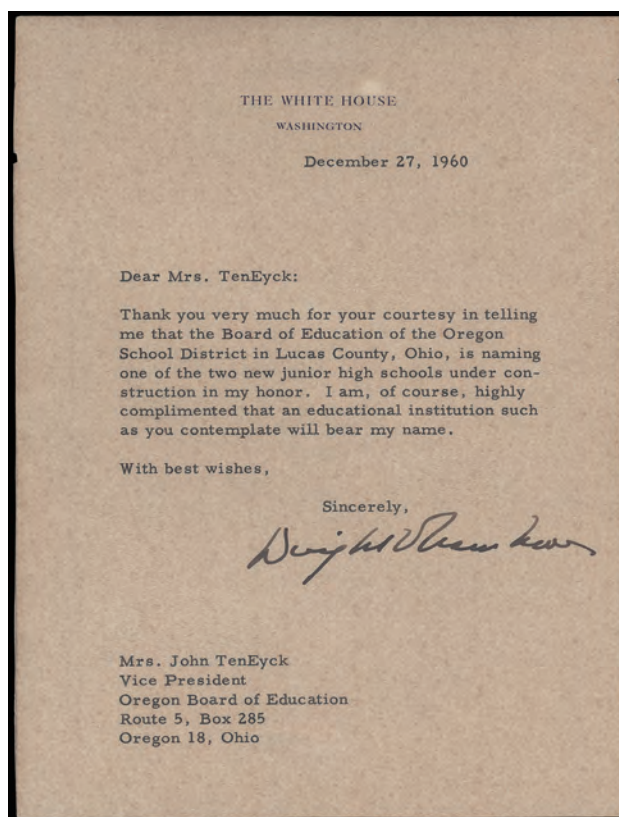 THE WHITE HOUSE
WASHINGTON
December 27, 1960
Dear Mrs. TenEyck:
Thank you very much for your courtesy in telling
me that the Board of Education of the Oregon
School District in Lucas County, Ohio, is naming
one of the two new junior high schools under con-
struction in my honor. I am, of course, highly
complimented that an educational institution such
as you contemplate will bear my name.
With best wishes,
Sincerely,
Dwight D Eisenhower
Mrs. John TenEyck
Vice President
Oregon Board of Education
Route 5, Box 285
Oregon 18, Ohio